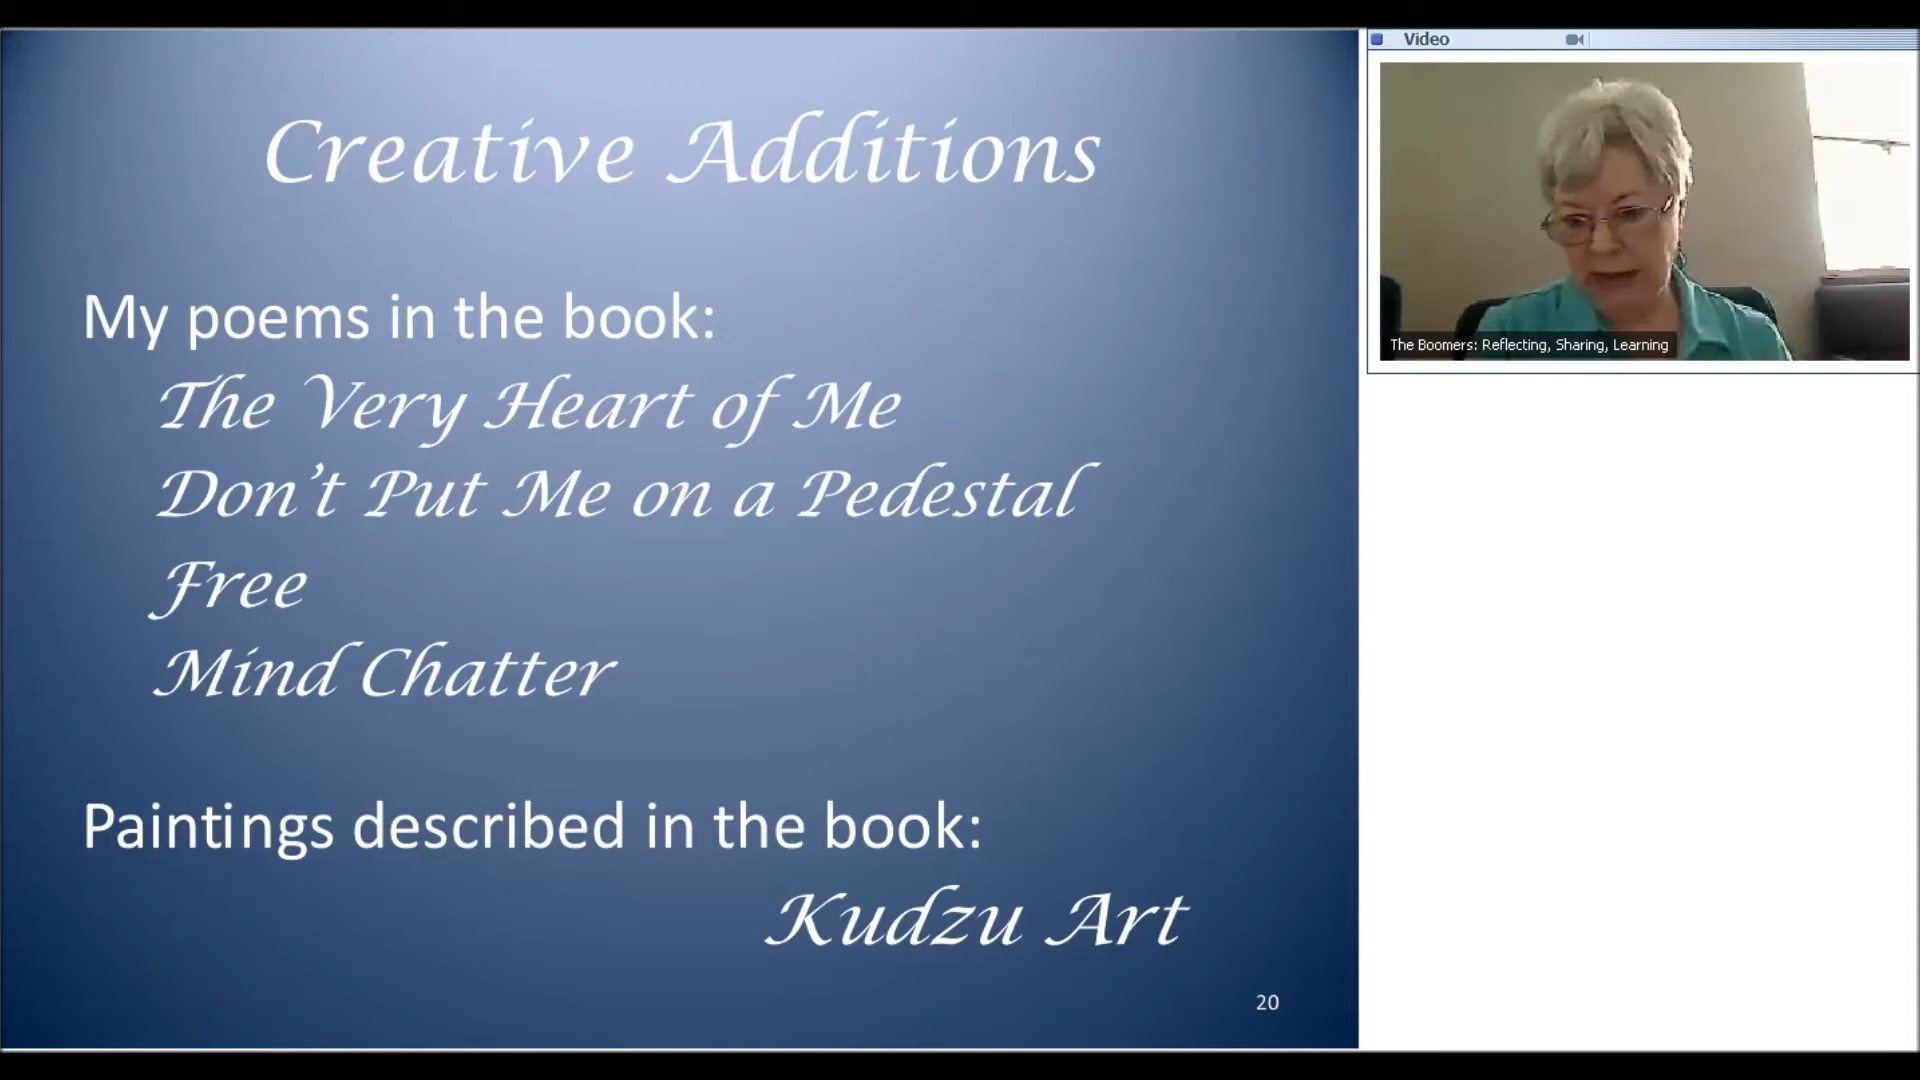 Creative Additions
My poems in the book:
The Very Heart of Me
Don't Put Me on a Pedestal
Free
Mind Chatter
Paintings described in the book:
Kudzu Art
20
Video
The Boomers: Reflecting, Sharing, Learning